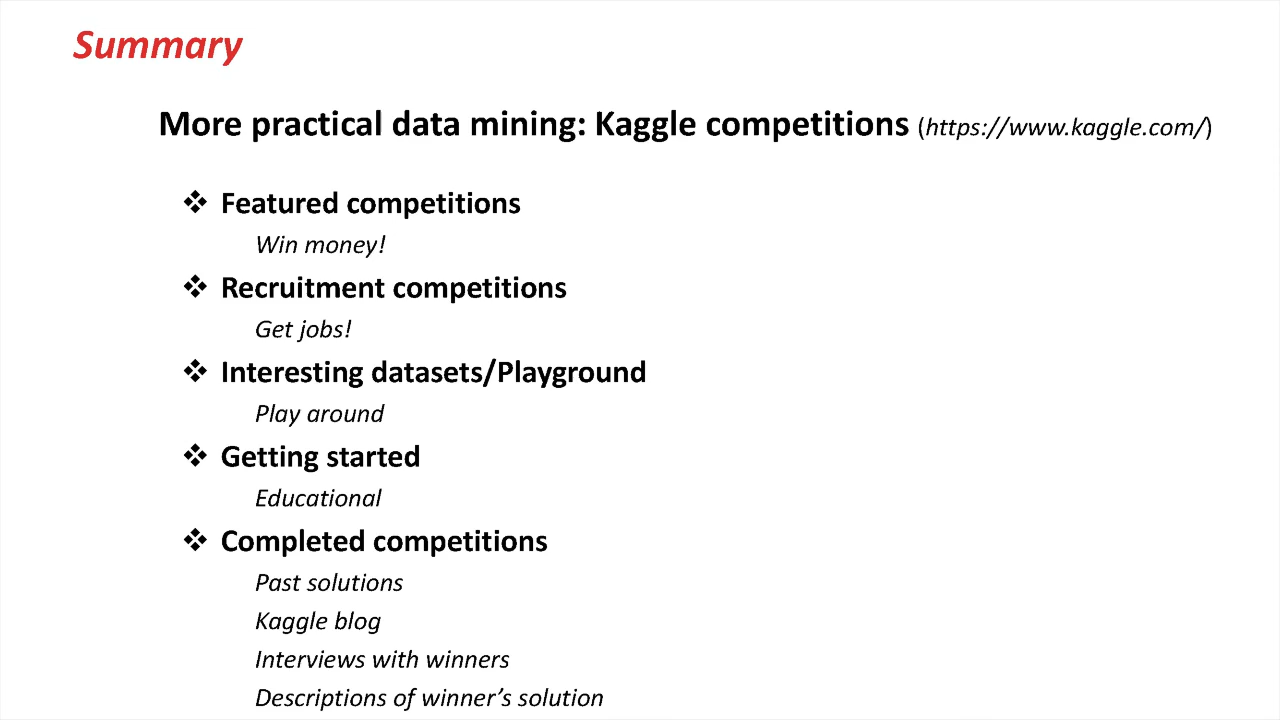 Summary
More practical data mining: Kaggle competitions (https://www.kaggle.com/)
❖ Featured competitions
Win money!
❖ Recruitment competitions
Get jobs!
❖ Interesting datasets/Playground
Play around
❖ Getting started
Educational
❖ Completed competitions
Past solutions
Kaggle blog
Interviews with winners
Descriptions of winner’s solution